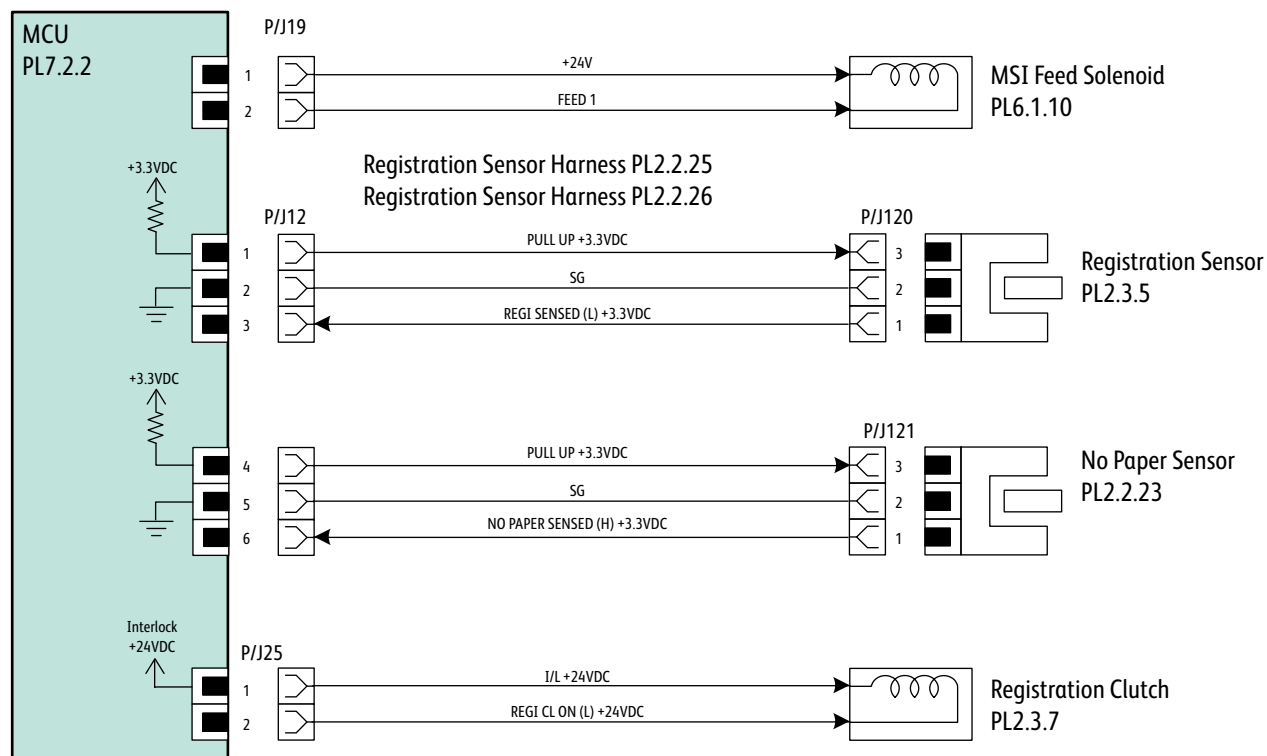 MCU
PL7.2.2
P/J19
1
+24V
2
FEED 1
MSI Feed Solenoid
PL6.1.10
Registration Sensor Harness PL2.2.25
Registration Sensor Harness PL2.2.26
+3.3VDC
P/J12
P/J120
1
PULL UP +3.3VDC
3
2
SG
2
3
REGI SENSED (L) +3.3VDC
1
Registration Sensor
PL2.3.5
+3.3VDC
P/J121
4
PULL UP +3.3VDC
3
5
SG
2
6
NO PAPER SENSED (H) +3.3VDC
1
No Paper Sensor
PL2.2.23
Interlock
+24VDC
P/J25
1
I/L +24VDC
2
REGI CL ON (L) +24VDC
Registration Clutch
PL2.3.7